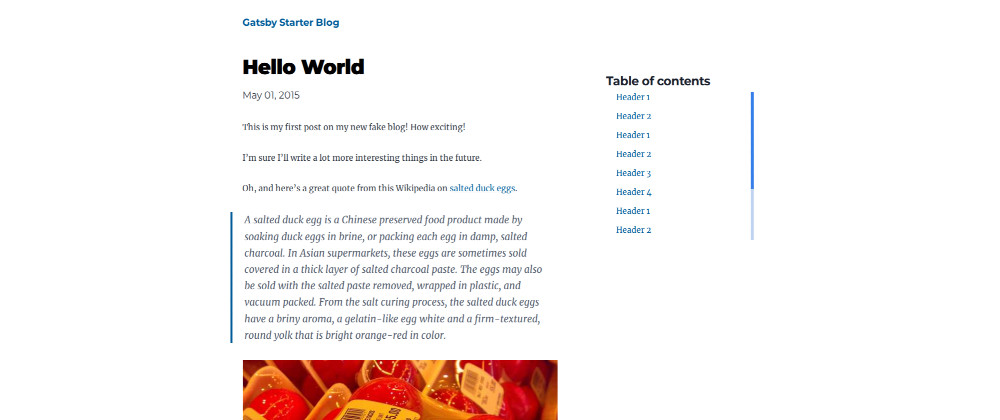 Gatsby Starter Blog
Hello World
May 01, 2015
This is my first post on my new fake blog! How exciting!
I'm sure I'll write a lot more interesting things in the future.
Oh, and here's a great quote from this Wikipedia on salted duck eggs.
A salted duck egg is a Chinese preserved food product made by
soaking duck eggs in brine, or packing each egg in damp, salted
charcoal. In Asian supermarkets, these eggs are sometimes sold
covered in a thick layer of salted charcoal paste. The eggs may also
be sold with the salted paste removed, wrapped in plastic, and
vacuum packed. From the salt curing process, the salted duck eggs
have a briny aroma, a gelatin-like egg white and a firm-textured,
round yolk that is bright orange-red in color.
Table of contents
Header 1
Header 2
Header 1
Header 2
Header 3
Header 4
Header 1
Header 2